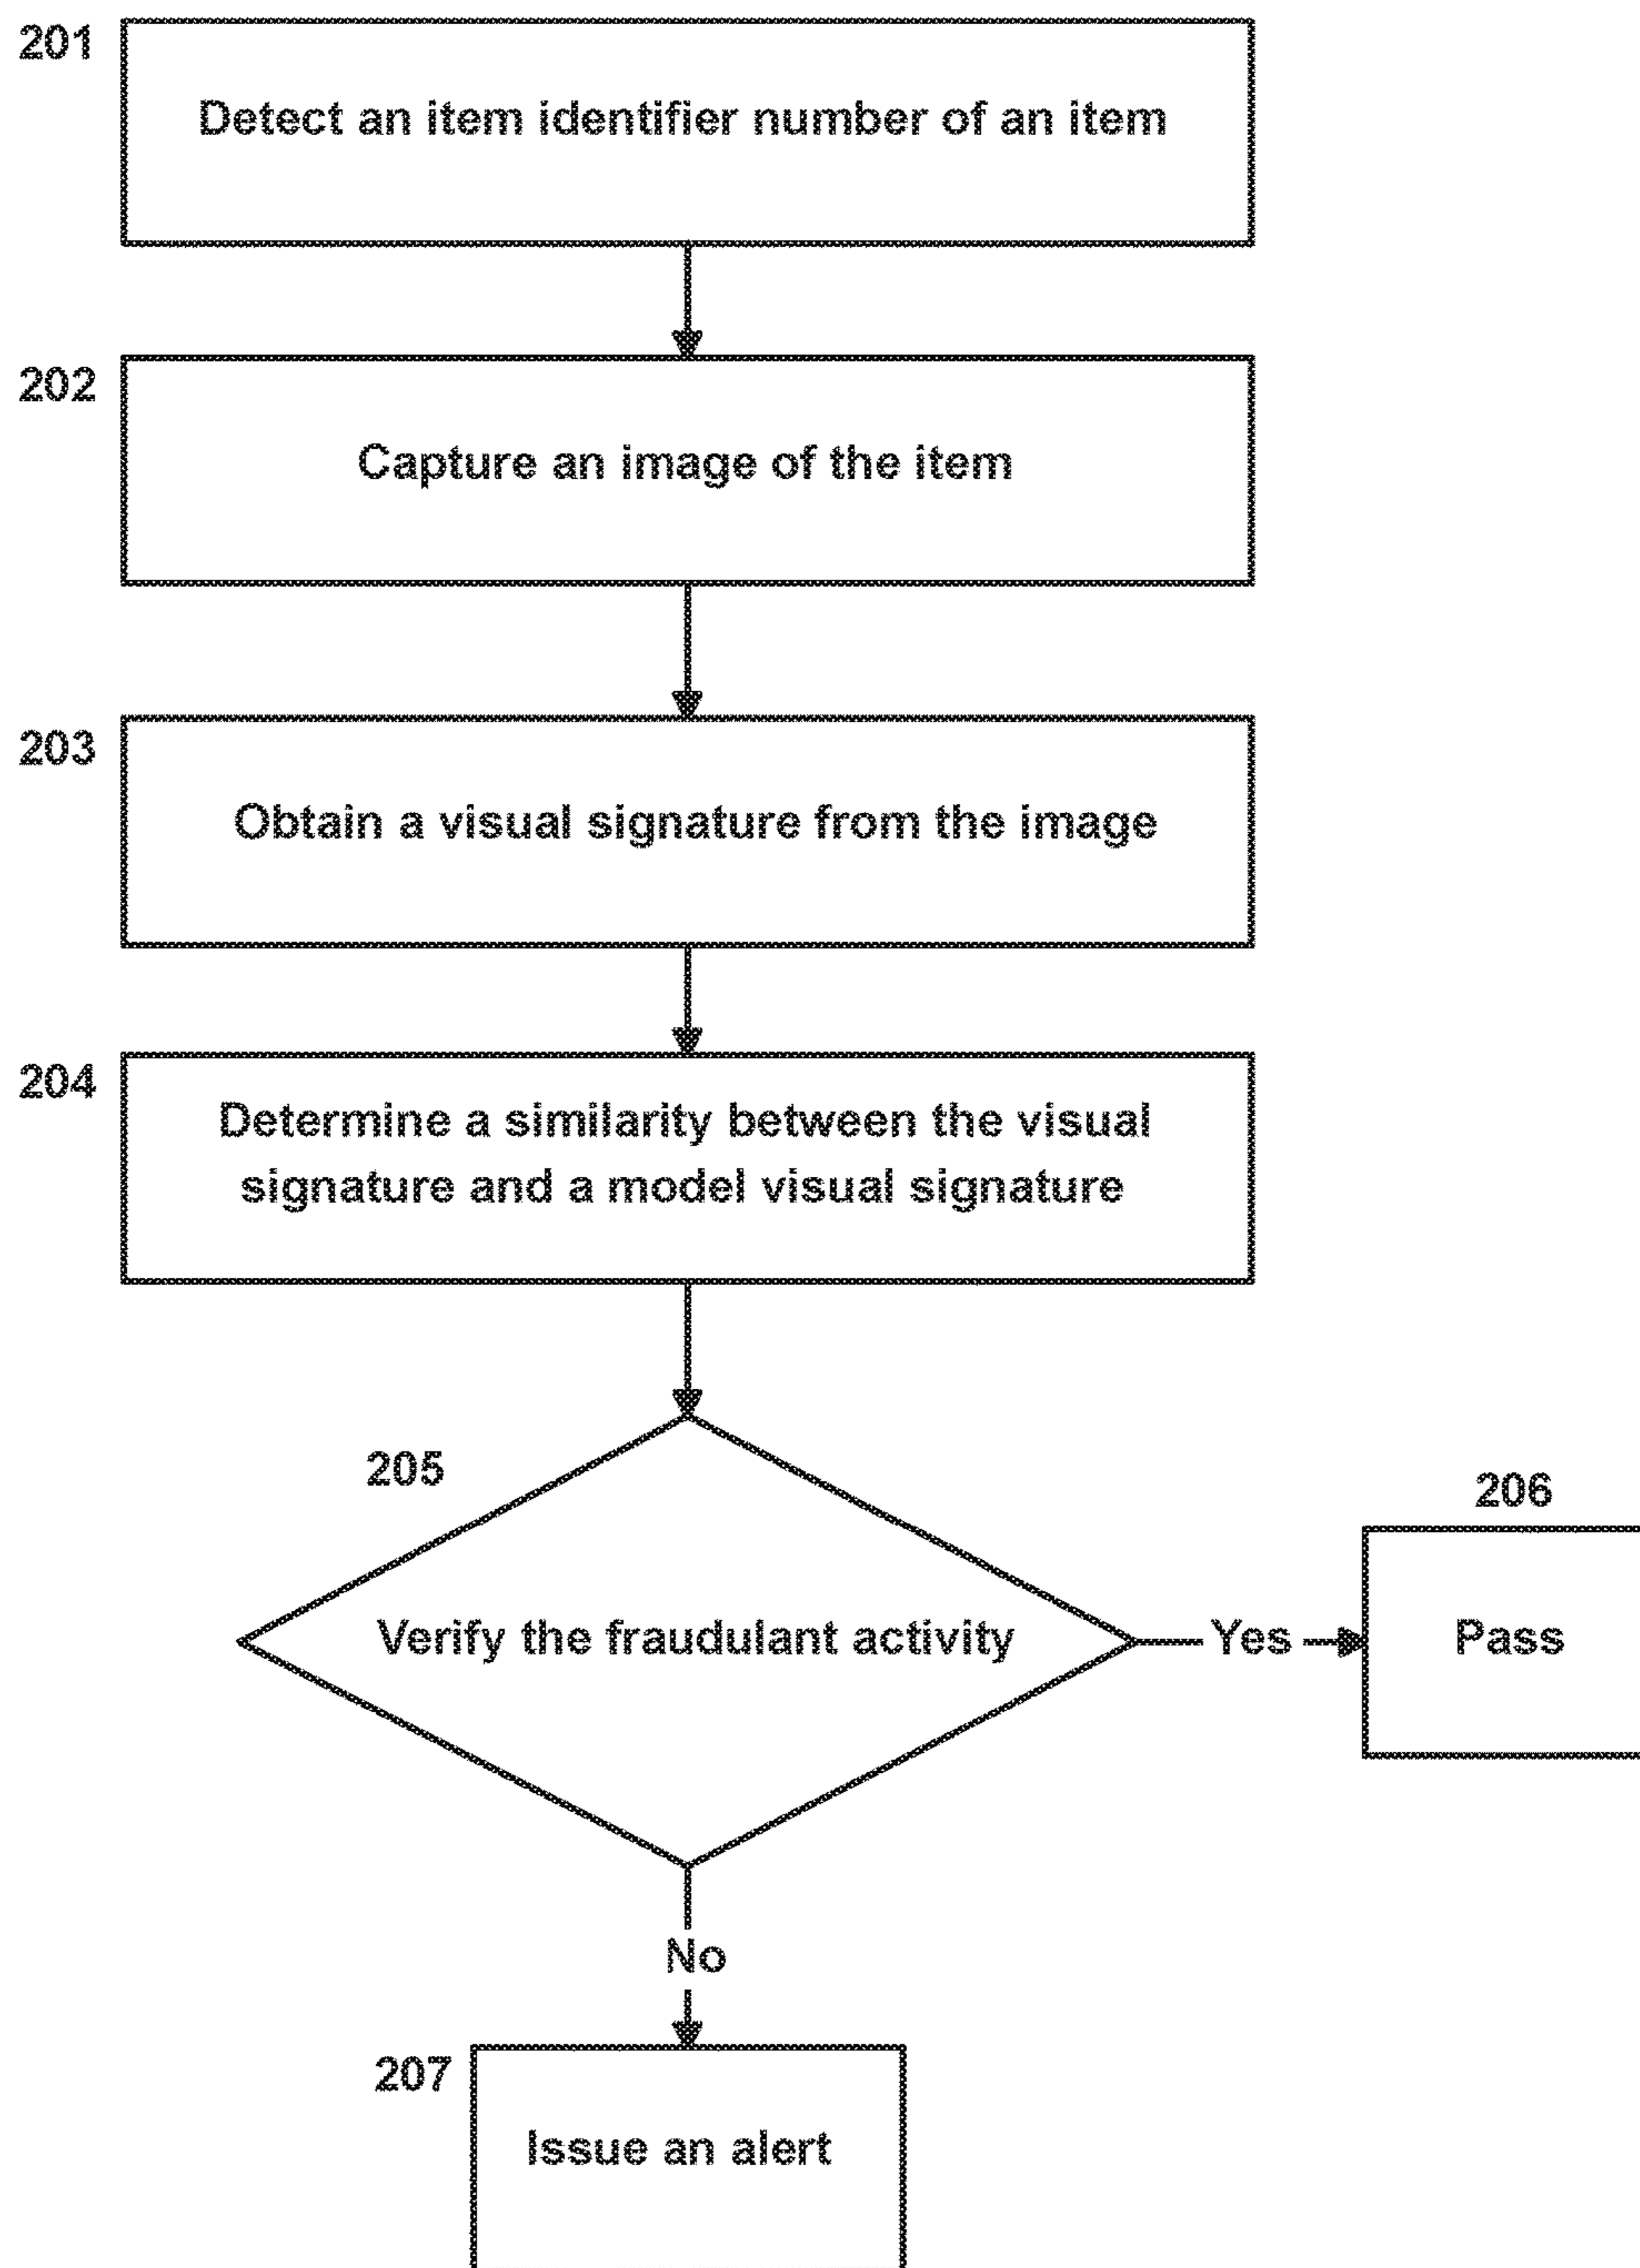 201
Detect an item identifier number of an item
202
Capture an image of the item
203
Obtain a visual signature from the image
204
Determine a similarity between the visual
signature and a model visual signature
205
Verify the fraudulant activity
Yes
206
Pass
No
207
Issue an alert